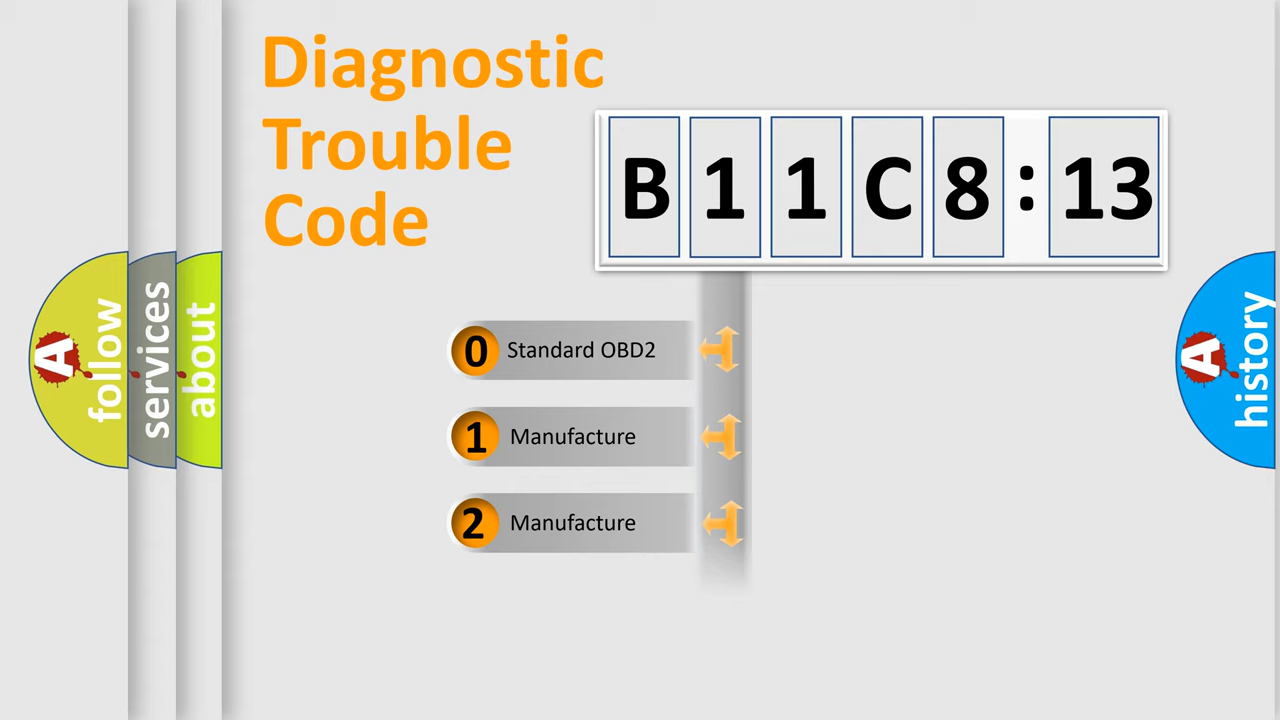 Diagnostic
Trouble
Code
B 1 1 C 8 : 13
0 Standard OBD2
1 Manufacture
2 Manufacture
A follow
services
about
A history